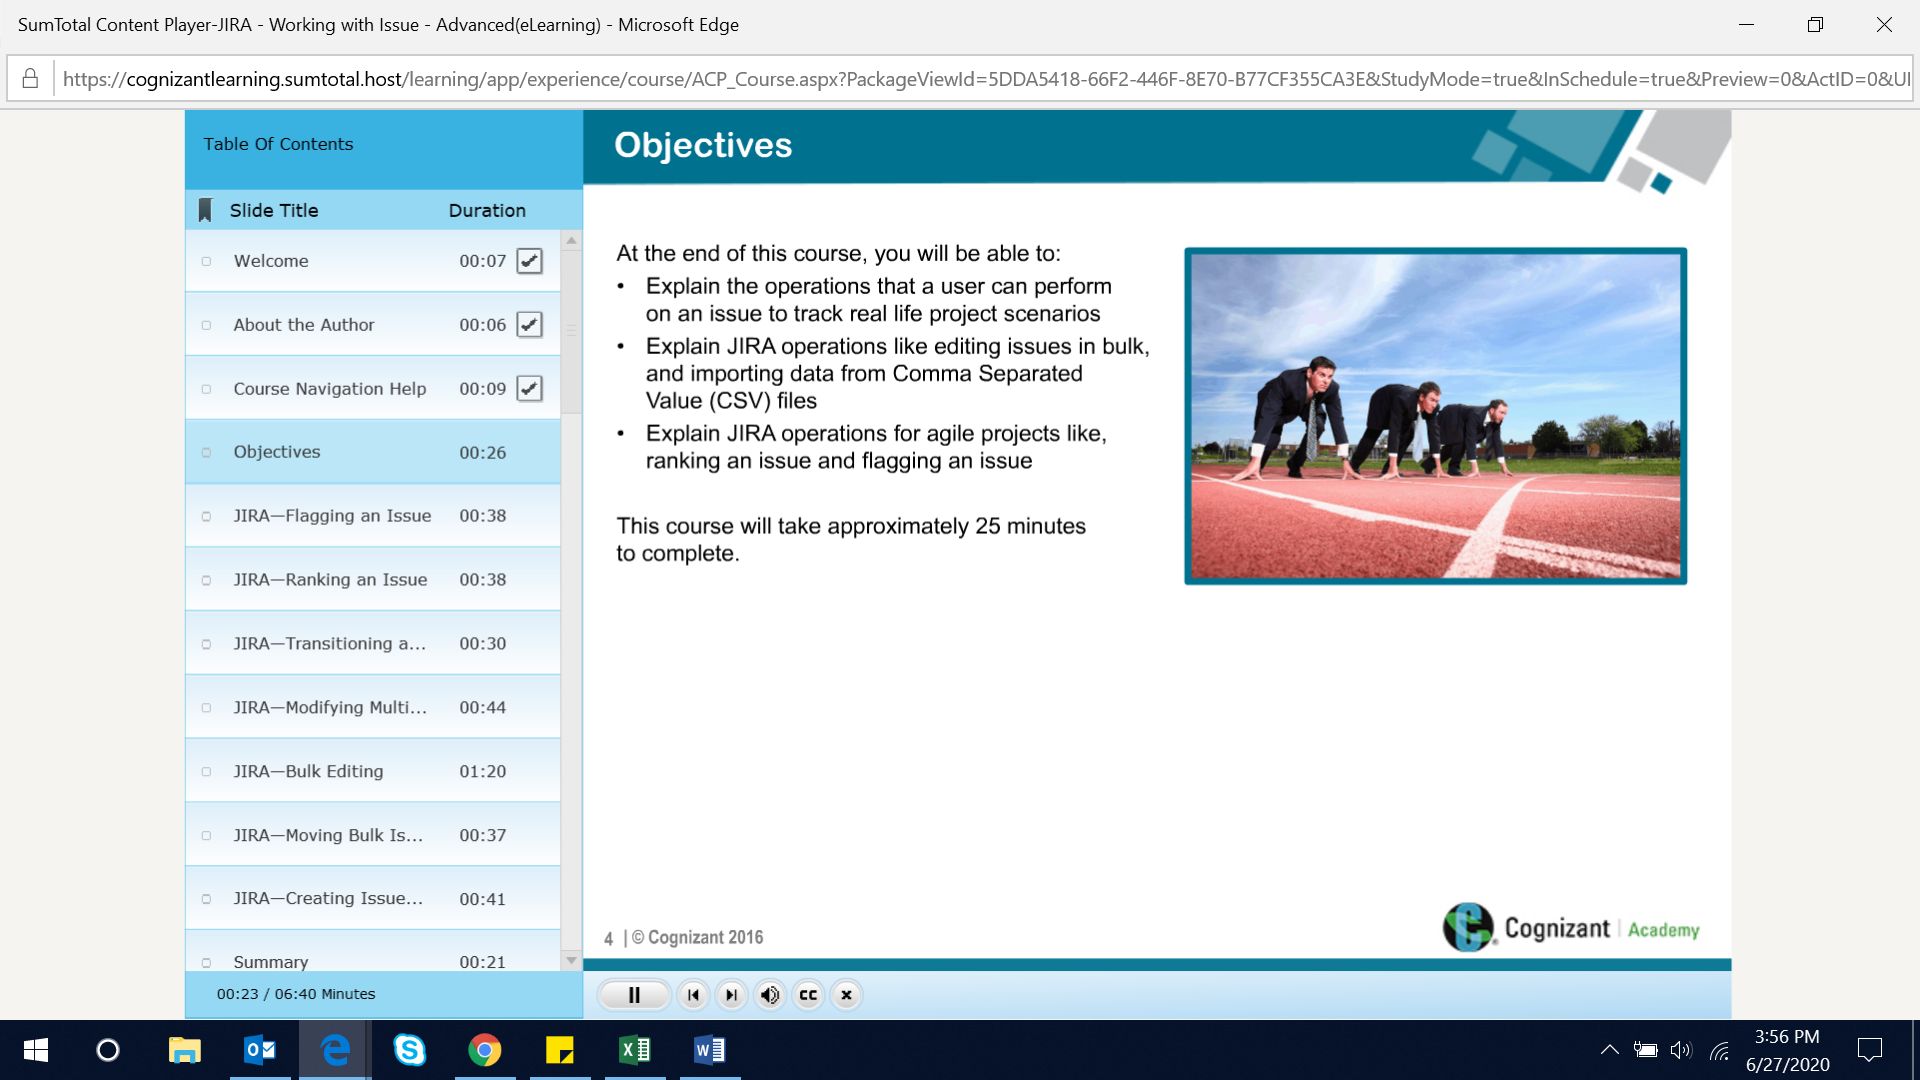 SumTotal Content Player-JIRA - Working with Issue - Advanced(eLearning) - Microsoft Edge
https://cognizantlearning.sumtotal.host/learning/app/experience/course/ACP_Course.aspx?PackageViewId=5DDA5418-66F2-446F-8E70-B77CF355CA3E&StudyMode=true&InSchedule=true&Preview=0&ActID=0&UI
Table Of Contents
Slide Title Duration
Welcome 00:07
About the Author 00:06
Course Navigation Help 00:09
Objectives 00:26
JIRA—Flagging an Issue 00:38
JIRA—Ranking an Issue 00:38
JIRA—Transitioning a... 00:30
JIRA—Modifying Multi... 00:44
JIRA—Bulk Editing 01:20
JIRA—Moving Bulk Is... 00:37
JIRA—Creating Issue... 00:41
Summary 00:21
00:23 / 06:40 Minutes
Objectives
At the end of this course, you will be able to:
• Explain the operations that a user can perform
on an issue to track real life project scenarios
• Explain JIRA operations like editing issues in bulk,
and importing data from Comma Separated
Value (CSV) files
• Explain JIRA operations for agile projects like,
ranking an issue and flagging an issue
This course will take approximately 25 minutes
to complete.
4 | © Cognizant 2016
Cognizant | Academy
CC
3:56 PM
6/27/2020